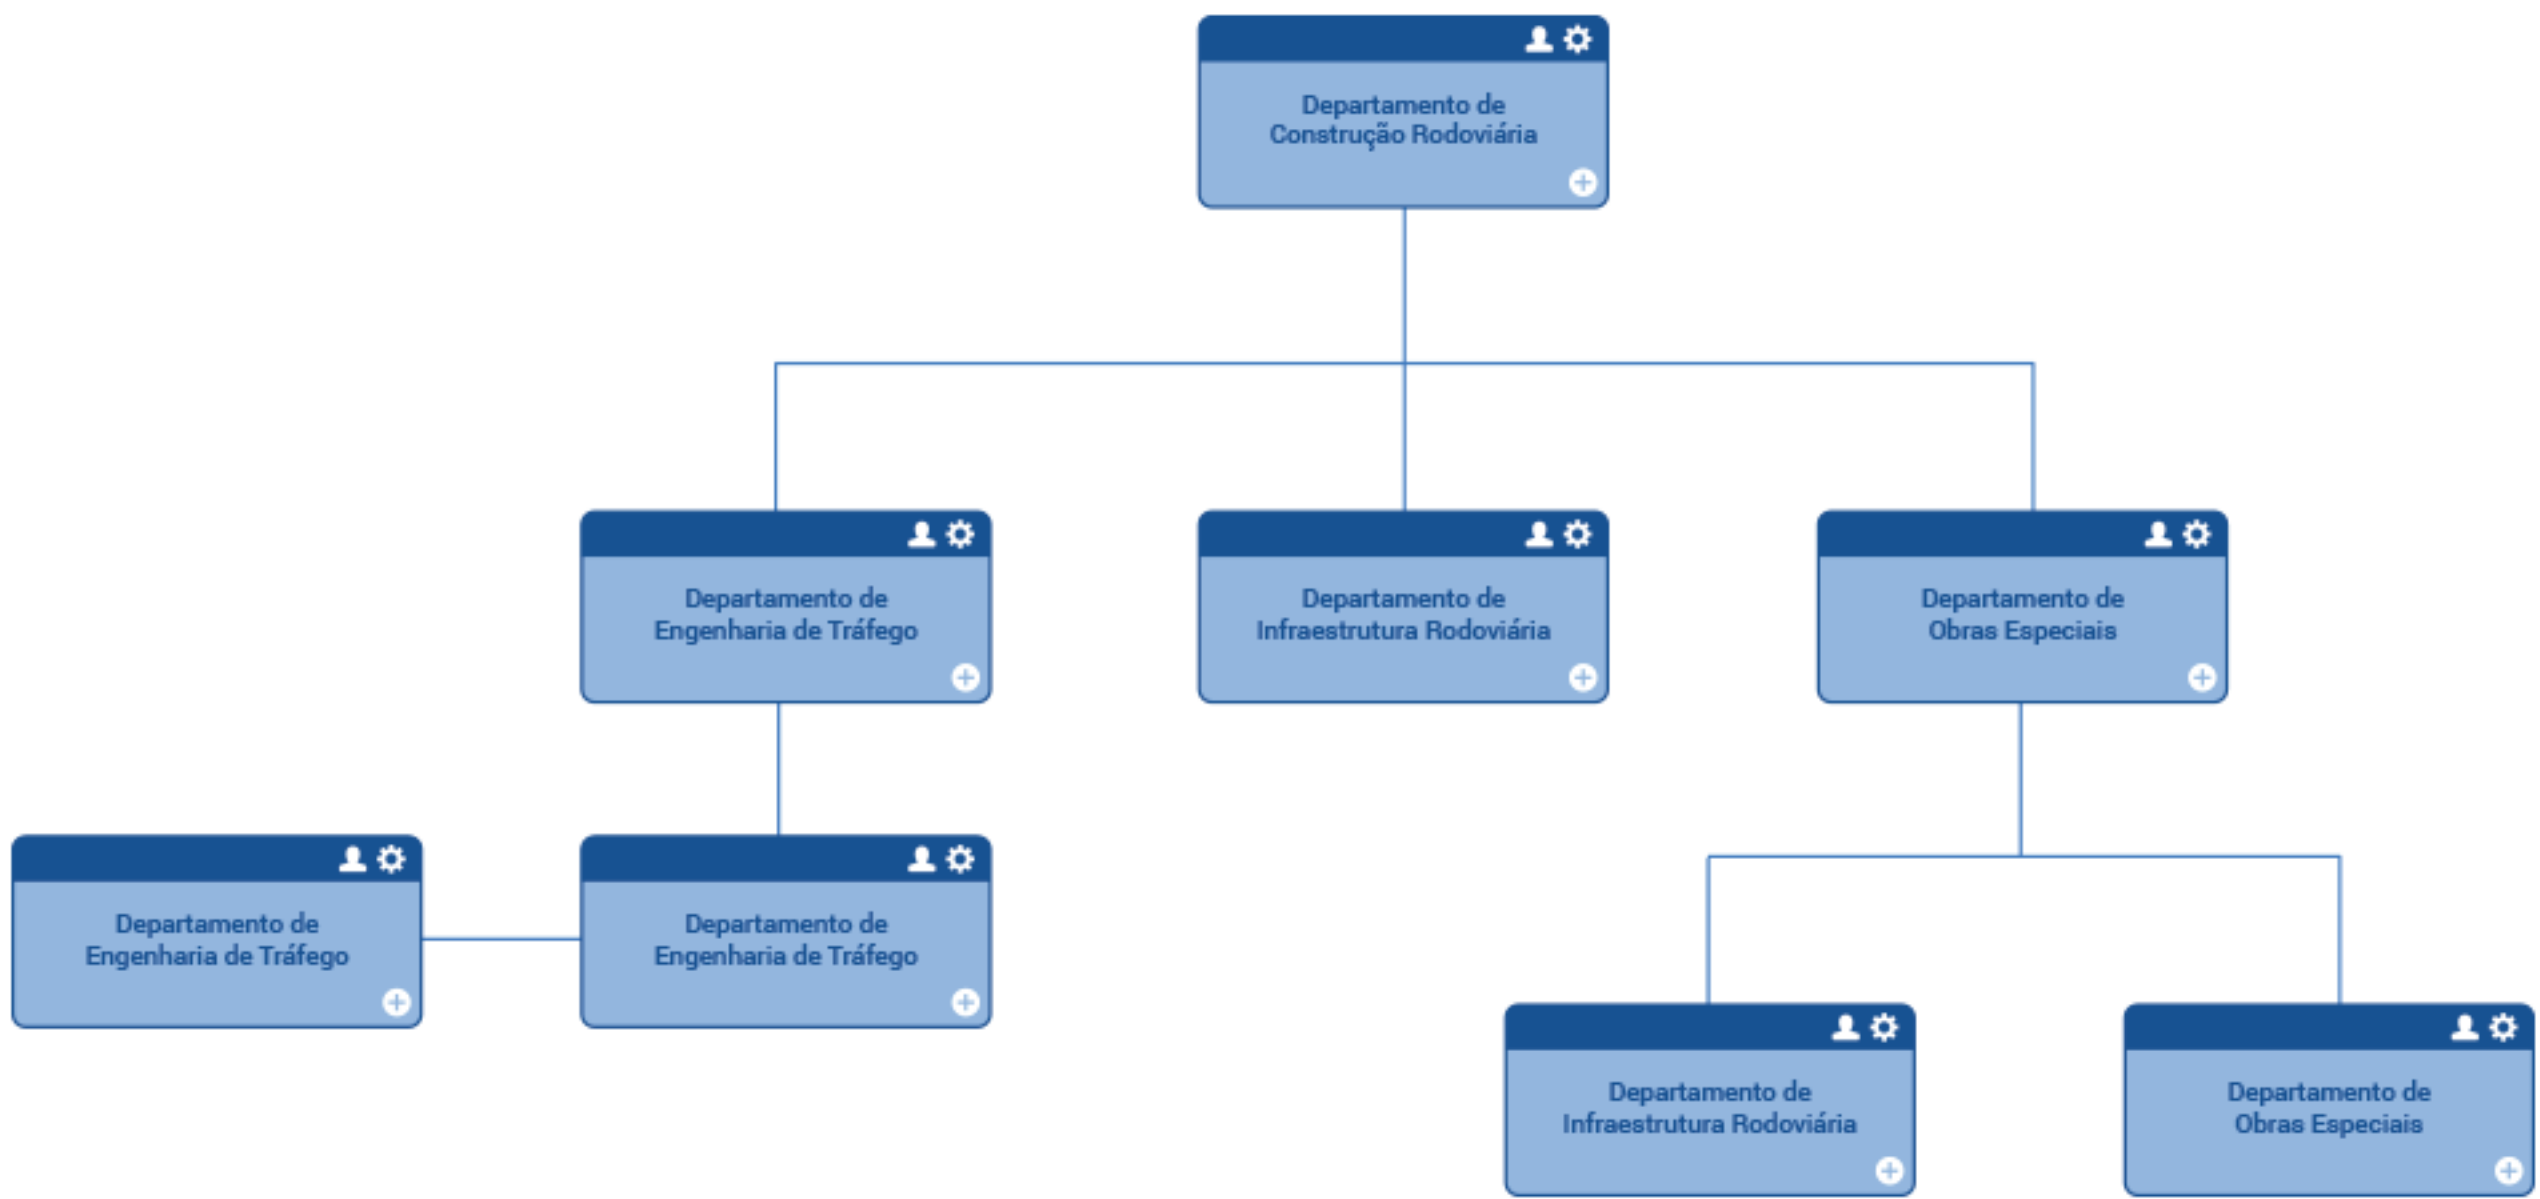 Departamento de
Construção Rodoviária
Departamento de
Engenharia de Tráfego
Departamento de
Infraestrutura Rodoviária
Departamento de
Obras Especiais
Departamento de
Engenharia de Tráfego
Departamento de
Engenharia de Tráfego
Departamento de
Infraestrutura Rodoviária
Departamento de
Obras Especiais